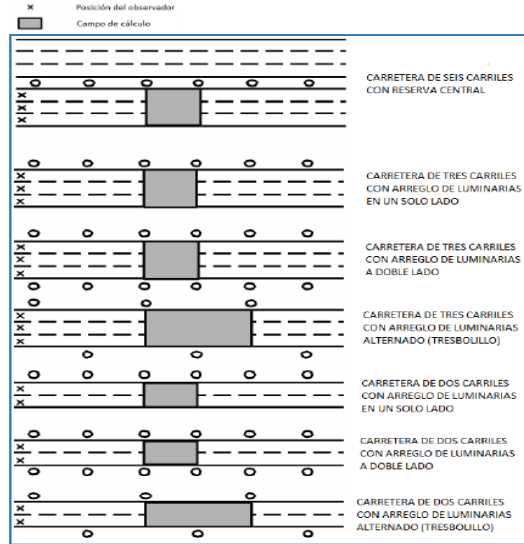 Posición del observador
Campo de cálculo
CARRETERA DE SEIS CARRILES
CON RESERVA CENTRAL
CARRETERA DE TRES CARRILES
CON ARREGLO DE LUMINARIAS
EN UN SOLO LADO
CARRETERA DE TRES CARRILES
CON ARREGLO DE LUMINARIAS
A DOBLE LADO
CARRETERA DE TRES CARRILES
CON ARREGLO DE LUMINARIAS
ALTERNADO (TRESBOLILLO)
CARRETERA DE DOS CARRILES
CON ARREGLO DE LUMINARIAS
EN UN SOLO LADO
CARRETERA DE DOS CARRILES
CON ARREGLO DE LUMINARIAS
A DOBLE LADO
CARRETERA DE DOS CARRILES
CON ARREGLO DE LUMINARIAS
ALTERNADO (TRESBOLILLO)